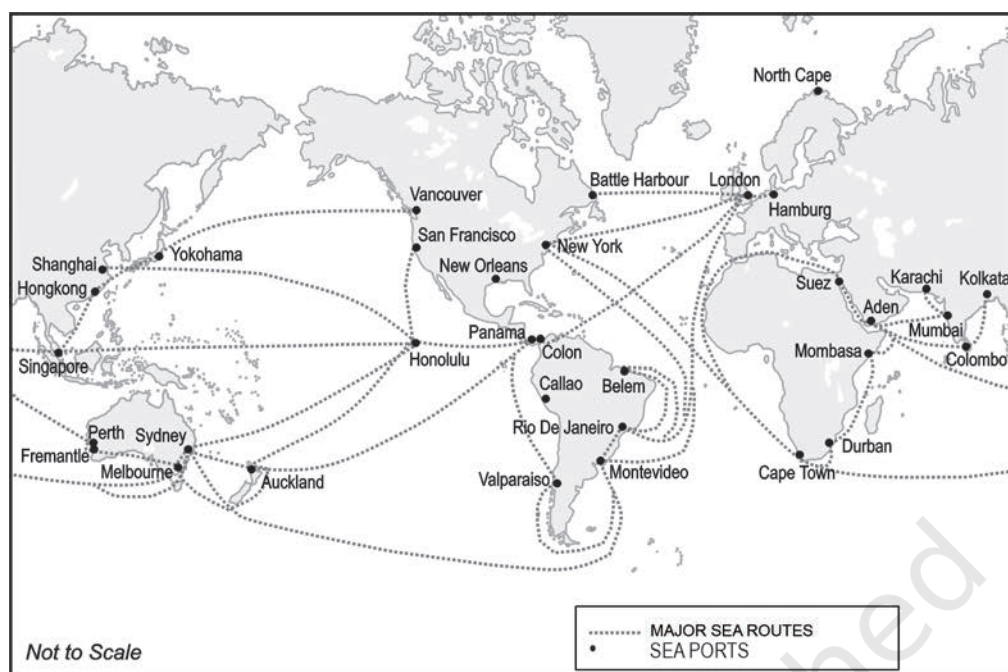 North Cape
Battle Harbour
London
Hamburg
Vancouver
San Francisco
New York
Yokohama
Shanghai
Hongkong
New Orleans
Suez
Karachi
Kolkata
Aden
Mumbai
Panama
Colon
Honolulu
Singapore
Mombasa
Colombo
Callao
Belem
Rio De Janeiro
Perth
Sydney
Fremantle
Melbourne
Auckland
Valparaiso
Montevideo
Cape Town
Durban
MAJOR SEA ROUTES
SEA PORTS
Not to Scale